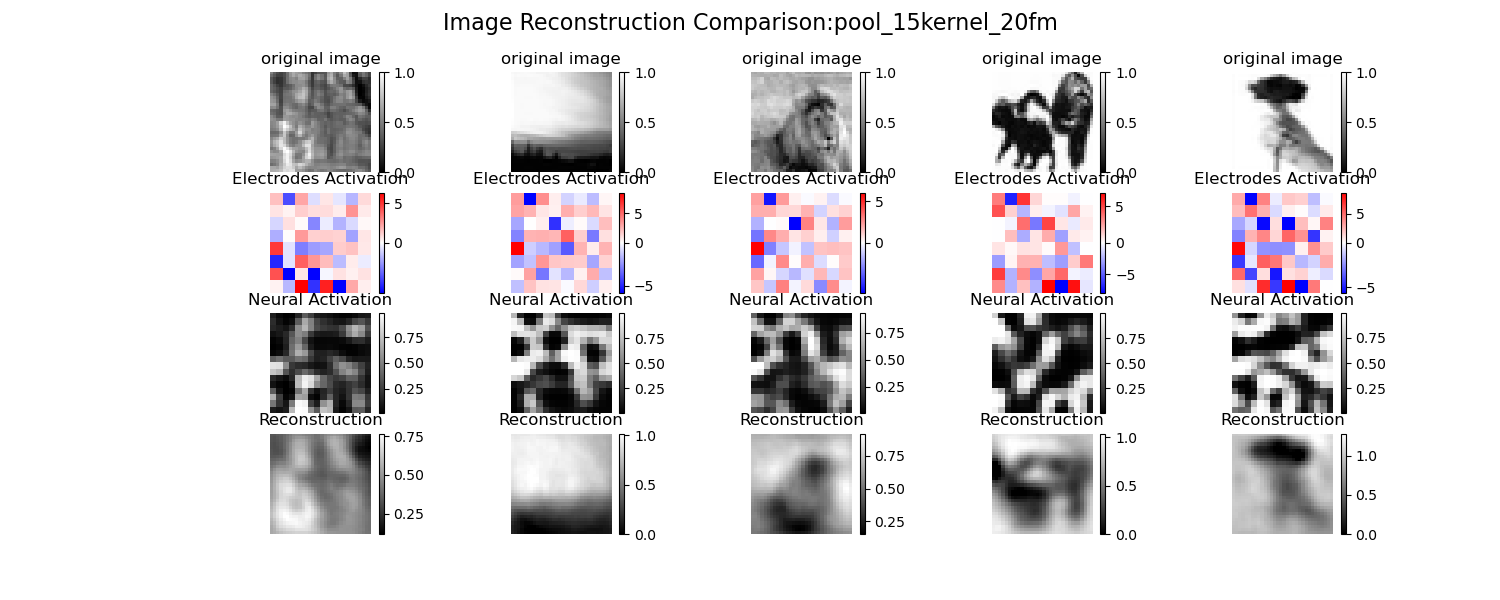 Image Reconstruction Comparison:pool_15kernel_20fm
original image original image original image original image original image
1.0 1.0 1.0 1.0 1.0
0.5 0.5 0.5 0.5 0.5
0.0 0.0 0.0 0.0 0.0
Electrodes Activation Electrodes Activation Electrodes Activation Electrodes Activation Electrodes Activation
5 5 5 5 5
0 0 0 0 0
−5 −5 −5
Neural Activation Neural Activation Neural Activation Neural Activation Neural Activation
0.75 0.75 0.75 0.75 0.75
0.50 0.50 0.50 0.50 0.50
0.25 0.25 0.25 0.25 0.25
Reconstruction Reconstruction Reconstruction Reconstruction Reconstruction
0.75 1.0 0.75 1.0 1.0
0.50 0.5 0.50 0.5 0.5
0.25 0.0 0.25 0.0 0.0